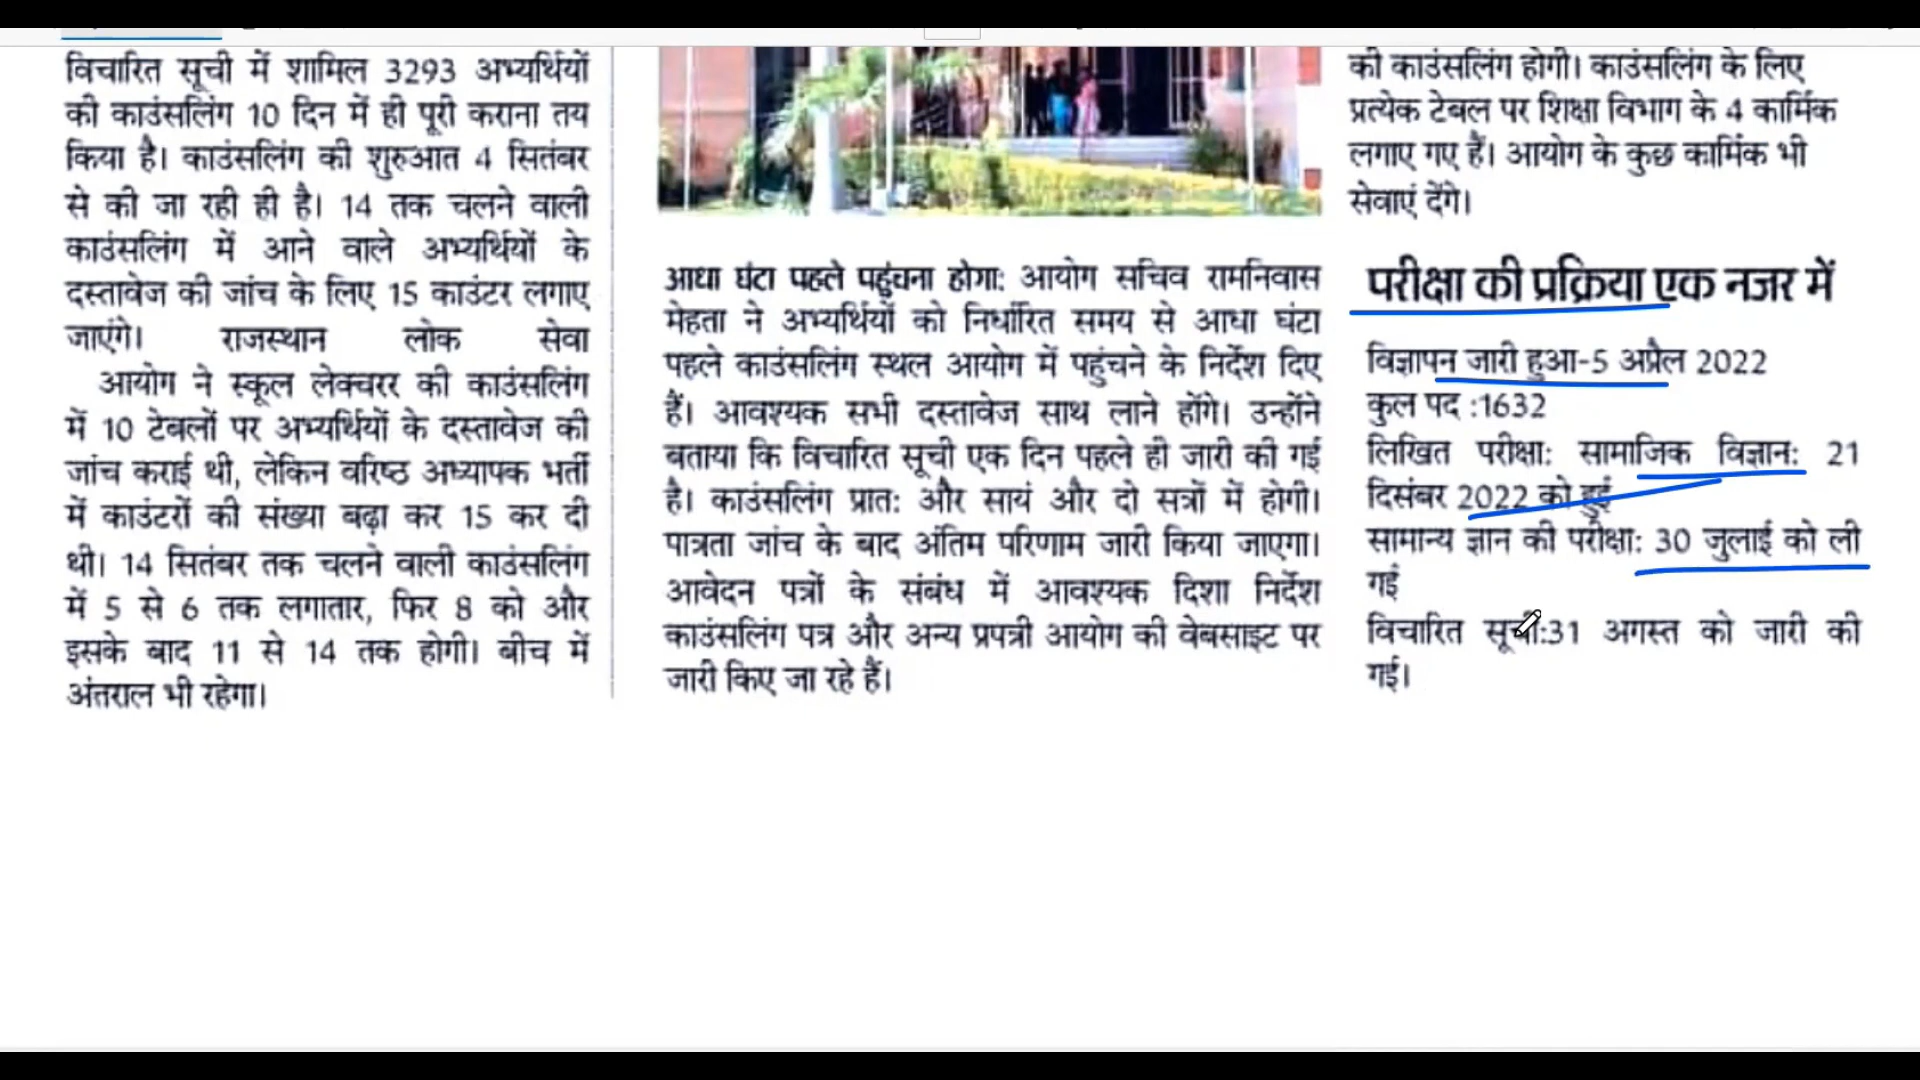 विचारित सूची में शामिल 3293 अभ्यर्थियों
की काउंसलिंग 10 दिन में ही पूरी कराना तय
किया है। काउंसलिंग की शुरुआत 4 सितंबर
से की जा रही ही है। 14 तक चलने वाली
काउंसलिंग में आने वाले अभ्यर्थियों के
दस्तावेज की जांच के लिए 15 काउंटर लगाए
जाएंगे। राजस्थान लोक सेवा
आयोग ने स्कूल लेक्चरर की काउंसलिंग
में 10 टेबलों पर अभ्यर्थियों के दस्तावेज की
जांच कराई थी, लेकिन वरिष्ठ अध्यापक भर्ती
में काउंटरों की संख्या बढ़ा कर 15 कर दी
थी। 14 सितंबर तक चलने वाली काउंसलिंग
में 5 से 6 तक लगातार, फिर 8 को और
इसके बाद 11 से 14 तक होगी। बीच में
अंतराल भी रहेगा।
आधा घंटा पहले पहुंचना होगा: आयोग सचिव रामनिवास
मेहता ने अभ्यर्थियों को निर्धारित समय से आधा घंटा
पहले काउंसलिंग स्थल आयोग में पहुंचने के निर्देश दिए
हैं। आवश्यक सभी दस्तावेज साथ लाने होंगे। उन्होंने
बताया कि विचारित सूची एक दिन पहले ही जारी की गई
है। काउंसलिंग प्रात: और सायं और दो सत्रों में होगी।
पात्रता जांच के बाद अंतिम परिणाम जारी किया जाएगा।
आवेदन पत्रों के संबंध में आवश्यक दिशा निर्देश
काउंसलिंग पत्र और अन्य प्रपत्री आयोग की वेबसाइट पर
जारी किए जा रहे हैं।
की काउंसलिंग होगी। काउंसलिंग के लिए
प्रत्येक टेबल पर शिक्षा विभाग के 4 कार्मिक
लगाए गए हैं। आयोग के कुछ कार्मिक भी
सेवाएं देंगे।
परीक्षा की प्रक्रिया एक नजर में
विज्ञापन जारी हुआ-5 अप्रैल 2022
कुल पद :1632
लिखित परीक्षा: सामाजिक विज्ञान: 21
दिसंबर 2022 को हुई
सामान्य ज्ञान की परीक्षा: 30 जुलाई को ली
गई
विचारित सूची:31 अगस्त को जारी की
गई।